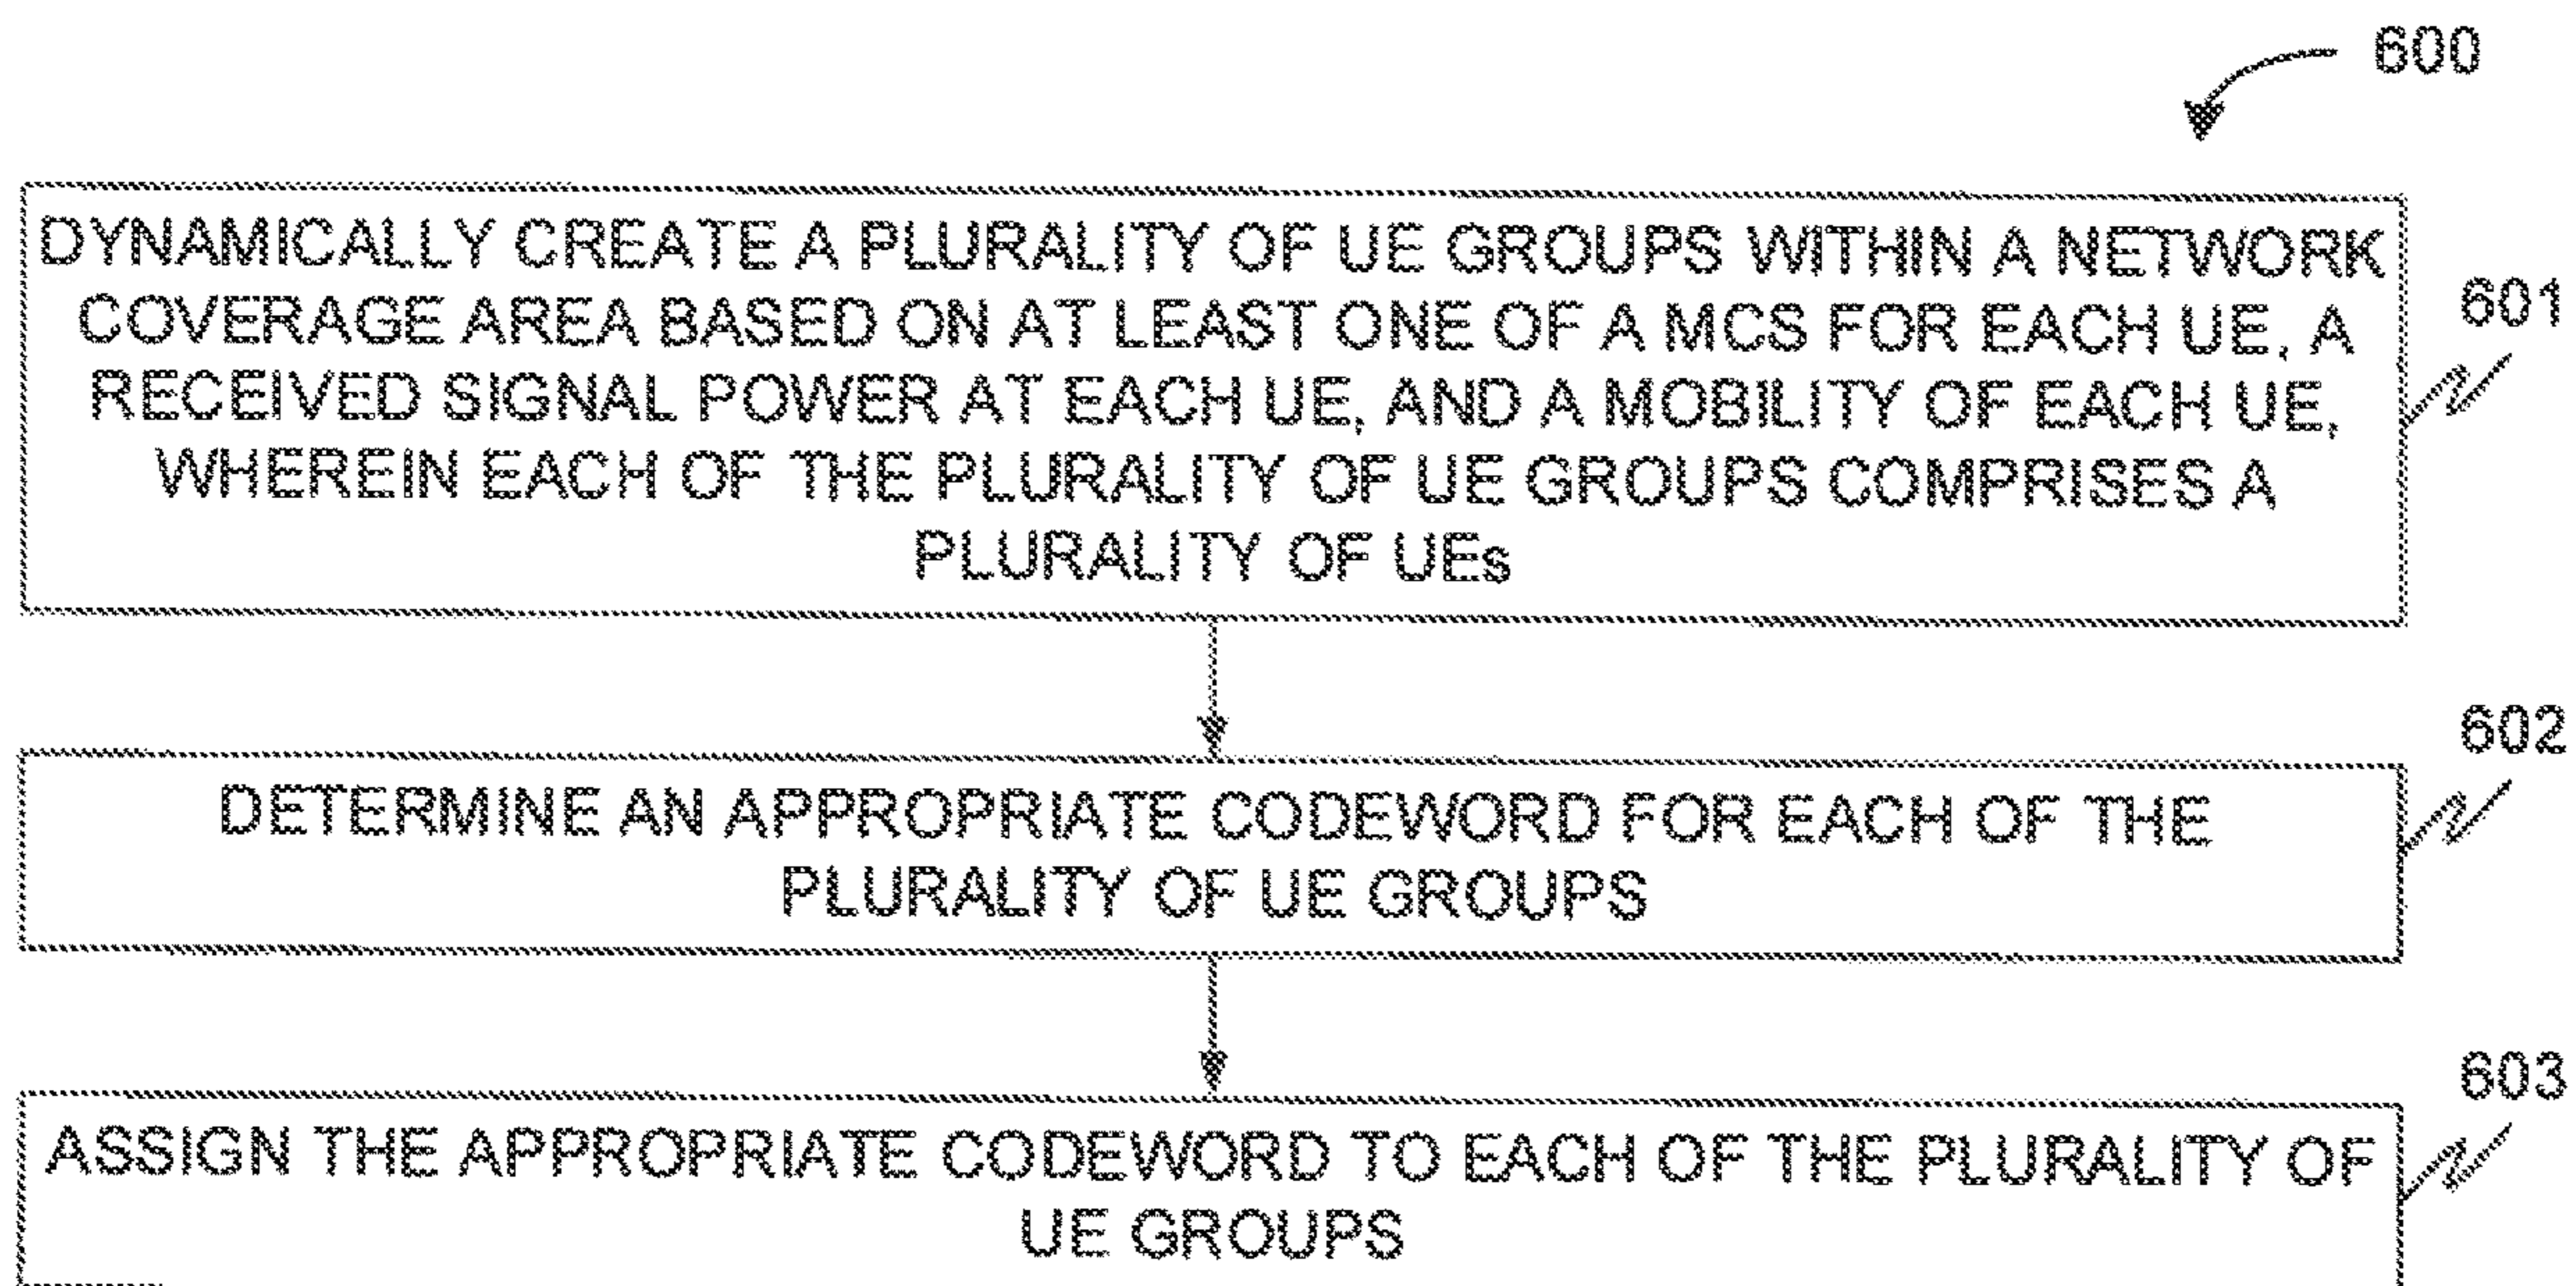 600
DYNAMICALLY CREATE A PLURALITY OF UE GROUPS WITHIN A NETWORK
COVERAGE AREA BASED ON AT LEAST ONE OF A MCS FOR EACH UE, A
RECEIVED SIGNAL POWER AT EACH UE, AND A MOBILITY OF EACH UE,
WHEREIN EACH OF THE PLURALITY OF UE GROUPS COMPRISES A
PLURALITY OF UEs
601
DETERMINE AN APPROPRIATE CODEWORD FOR EACH OF THE
PLURALITY OF UE GROUPS
602
ASSIGN THE APPROPRIATE CODEWORD TO EACH OF THE PLURALITY OF
UE GROUPS
603